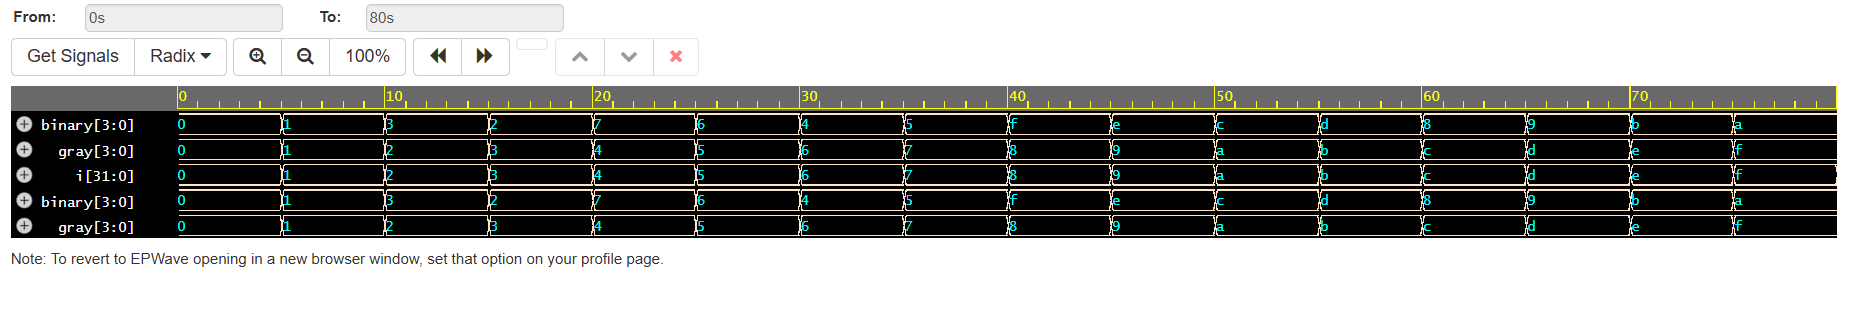 From: 0s To: 80s
Get Signals Radix 100%
0 10 20 30 40 50 60 70
binary[3:0] 0 1 3 2 7 6 4 5 f e c d 8 9 b a
gray[3:0] 0 1 2 3 4 5 6 7 8 9 a b c d e f
i[31:0] 0 1 2 3 4 5 6 7 8 9 a b c d e f
binary[3:0] 0 1 3 2 7 6 4 5 f e c d 8 9 b a
gray[3:0] 0 1 2 3 4 5 6 7 8 9 a b c d e f
Note: To revert to EPWave opening in a new browser window, set that option on your profile page.